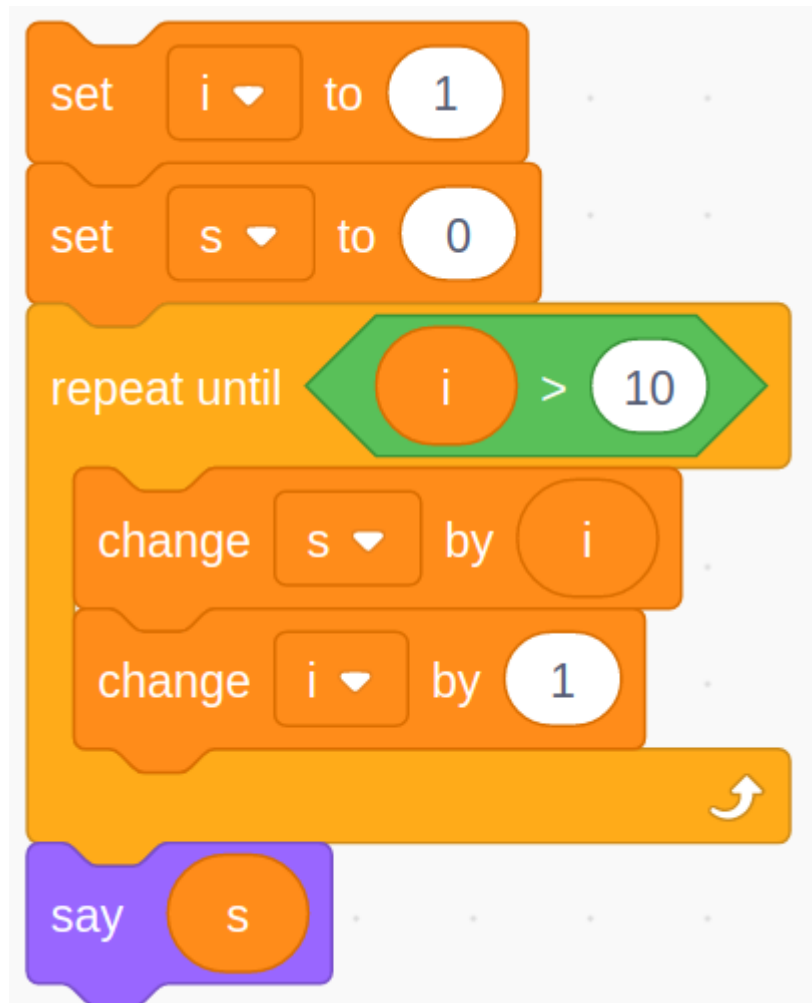 set i to 1
set s to 0
repeat until i > 10
change s by i
change i by 1
say s